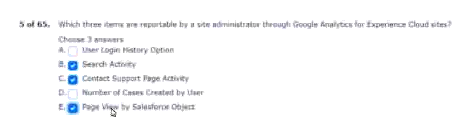 5 of 65. Which three items are reportable by a site administrator through Google Analytics for Experience Cloud sites?
Choose 3 answers
A. User Login History Option
B. Search Activity
C. Contact Support Page Activity
D. Number of Cases Created by User
E. Page View by Salesforce Object